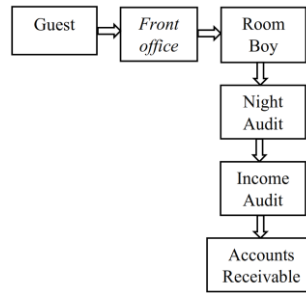 Guest
Front
office
Room
Boy
Night
Audit
Income
Audit
Accounts
Receivable